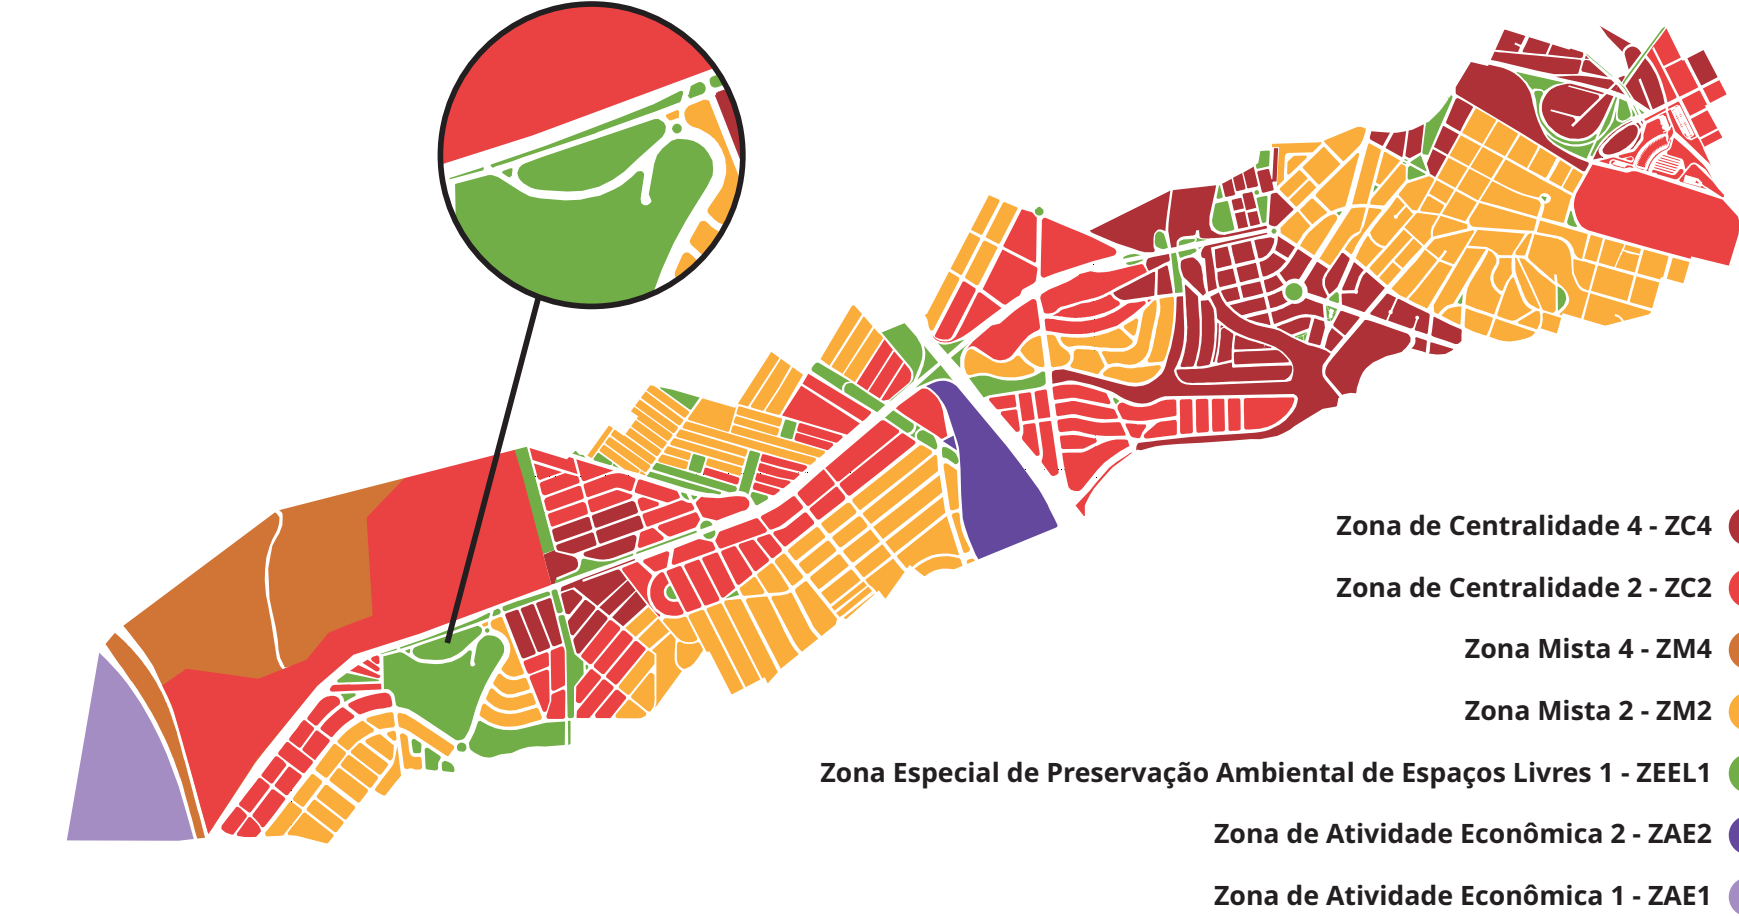 Zona de Centralidade 4 - ZC4
Zona de Centralidade 2 - ZC2
Zona Mista 4 - ZM4
Zona Mista 2 - ZM2
Zona Especial de Preservação Ambiental de Espaços Livres 1 - ZEEL1
Zona de Atividade Econômica 2 - ZAE2
Zona de Atividade Econômica 1 - ZAE1